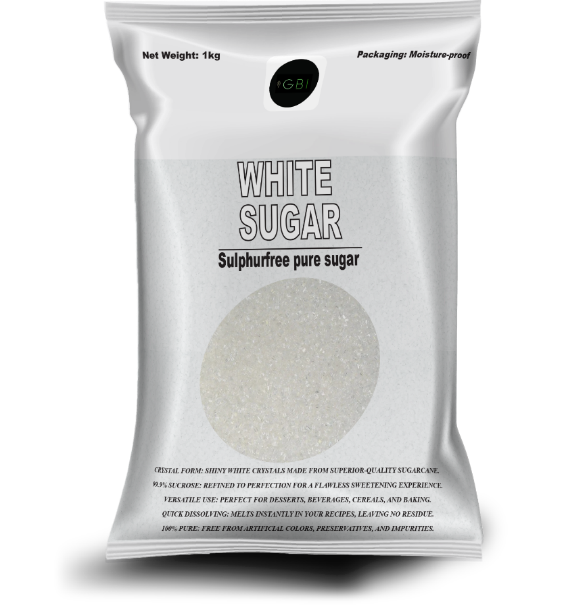 Net Weight: 1kg
Packaging: Moisture-proof
GBI
WHITE
SUGAR
Sulphurfree pure sugar
CRYSTAL FORM: SHINY WHITE CRYSTALS MADE FROM SUPERIOR-QUALITY SUGARCANE.
99.9% SUCROSE: REFINED TO PERFECTION FOR A FLAWLESS SWEETENING EXPERIENCE.
VERSATILE USE: PERFECT FOR DESSERTS, BEVERAGES, CEREALS, AND BAKING.
QUICK DISSOLVING: MELTS INSTANTLY IN YOUR RECIPES, LEAVING NO RESIDUE.
100% PURE: FREE FROM ARTIFICIAL COLORS, PRESERVATIVES, AND IMPURITIES.